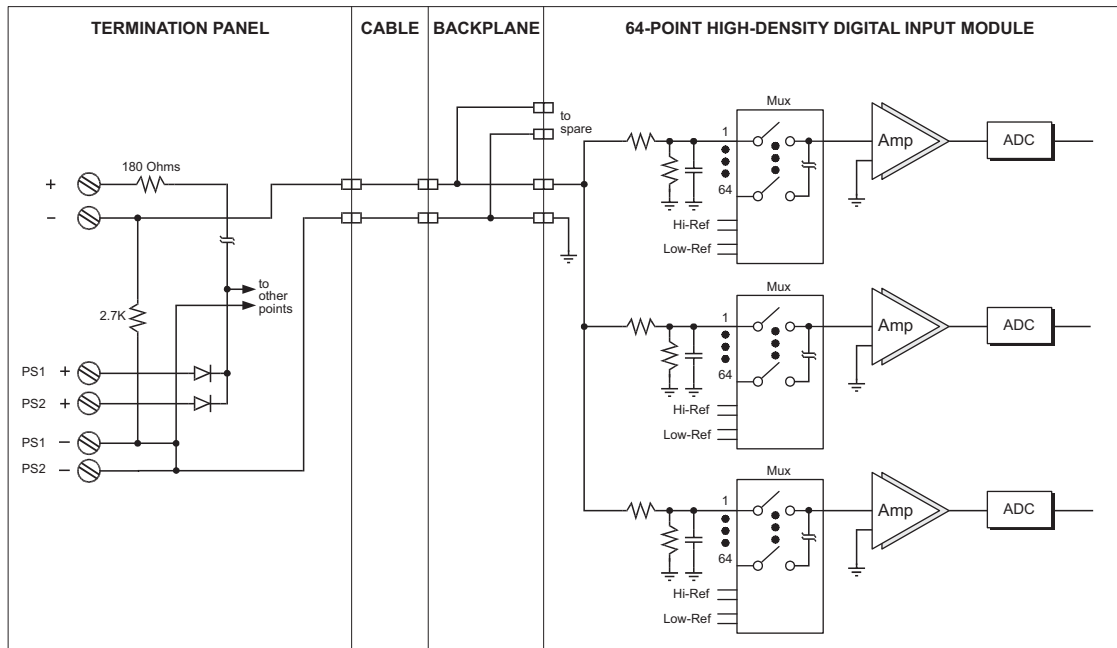 TERMINATION PANEL
CABLE
BACKPLANE
64-POINT HIGH-DENSITY DIGITAL INPUT MODULE
to
spare
180 Ohms
+
−
2.7K
to
other
points
PS1 +
PS2 +
PS1 −
PS2 −
Mux
1
64
Hi-Ref
Low-Ref
Amp
ADC
Mux
1
64
Hi-Ref
Low-Ref
Amp
ADC
Mux
1
64
Hi-Ref
Low-Ref
Amp
ADC